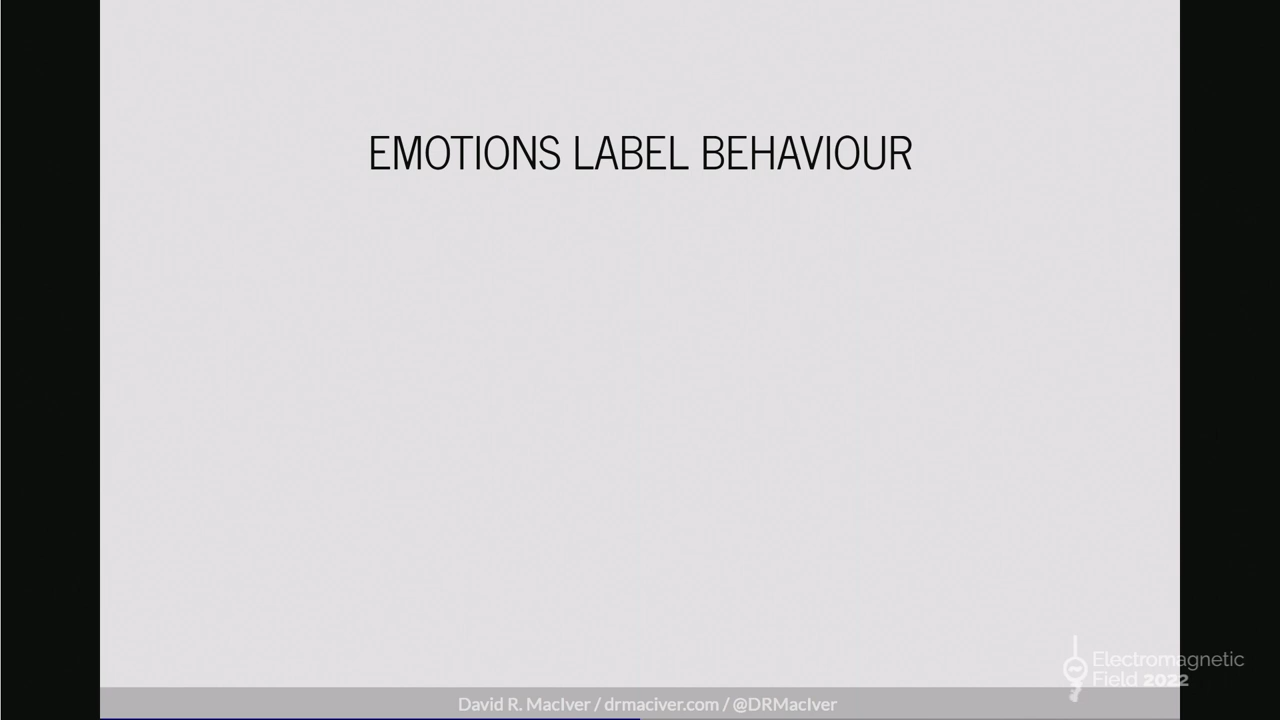 EMOTIONS LABEL BEHAVIOUR
Electromagnetic
Field 2022
David R. MacIver / drmaciver.com / @DRMacIver